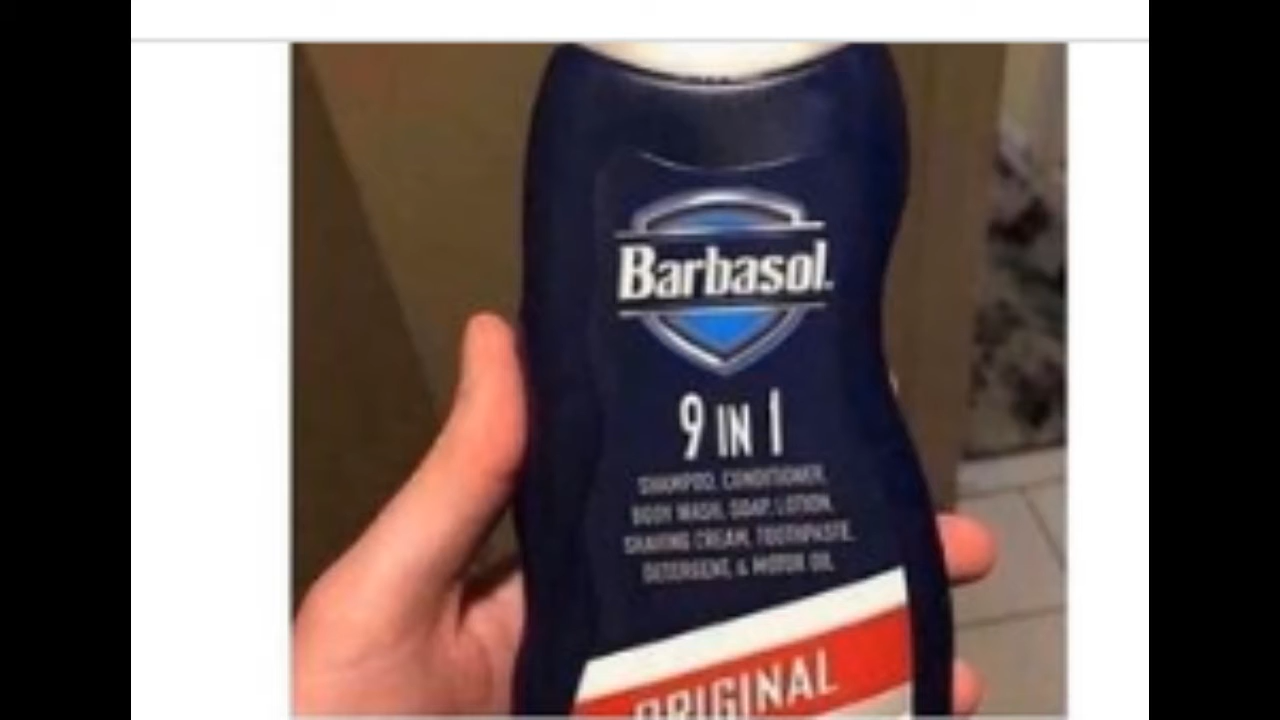 Barbasol.
9 IN 1
SHAMPOO, CONDITIONER,
BODY WASH, SOAP, LOTION,
SHAVING CREAM, TOOTHPASTE,
DETERGENT, & MOTOR OIL
ORIGINAL